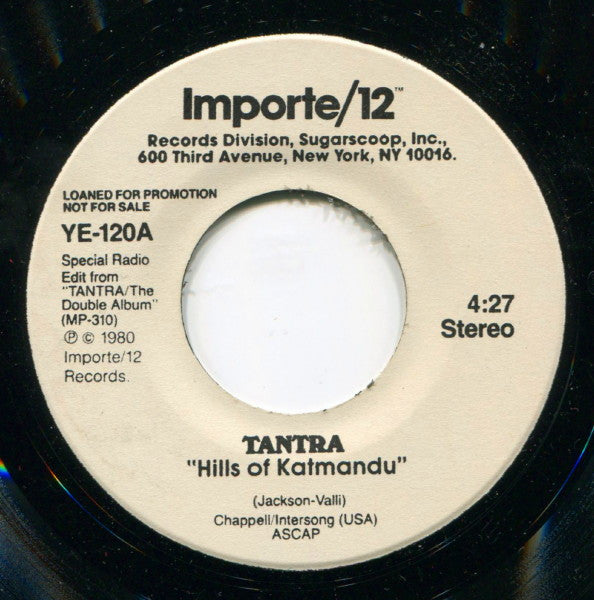 Importe/12™
Records Division, Sugarscoop, Inc.,
600 Third Avenue, New York, NY 10016.
LOANED FOR PROMOTION
NOT FOR SALE
YE-120A
Special Radio
Edit from
"TANTRA/The
Double Album"
(MP-310)
℗ © 1980
Importe/12
Records.
4:27
Stereo
TANTRA
"Hills of Katmandu"
(Jackson-Valli)
Chappell/Intersong (USA)
ASCAP